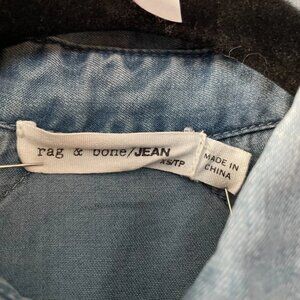 rag & bone/JEAN
XS/TP
MADE IN
CHINA